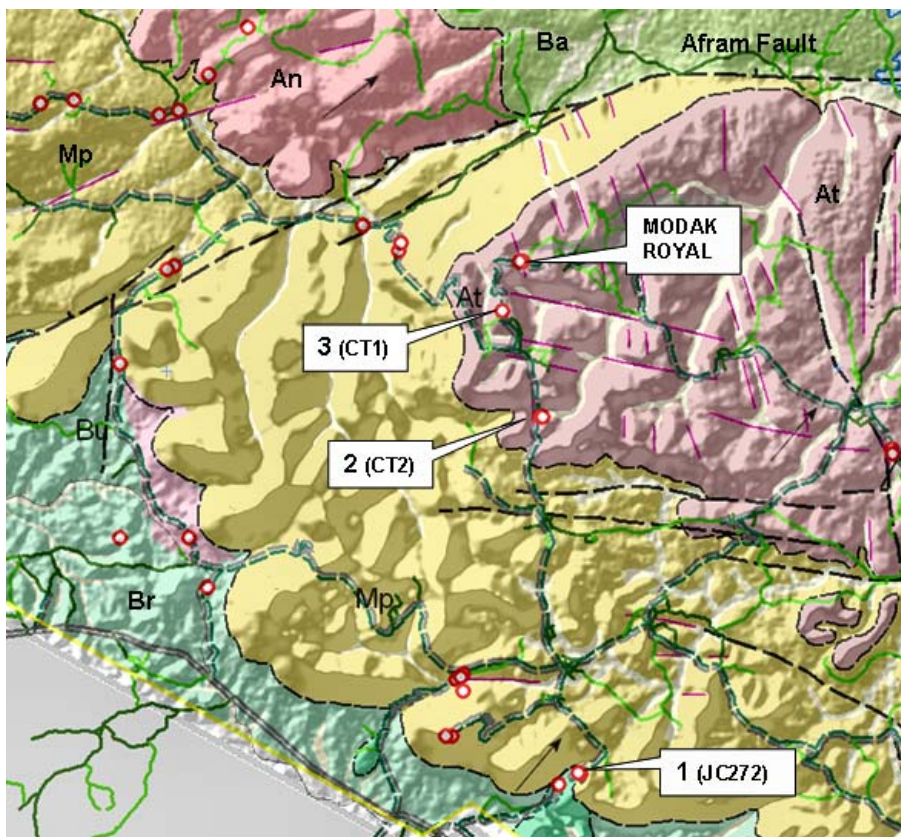 Ba
Afram Fault
An
Mp
At
MODAK
ROYAL
At
3 (CT1)
Bu
2 (CT2)
Br
Mp
1 (JC272)